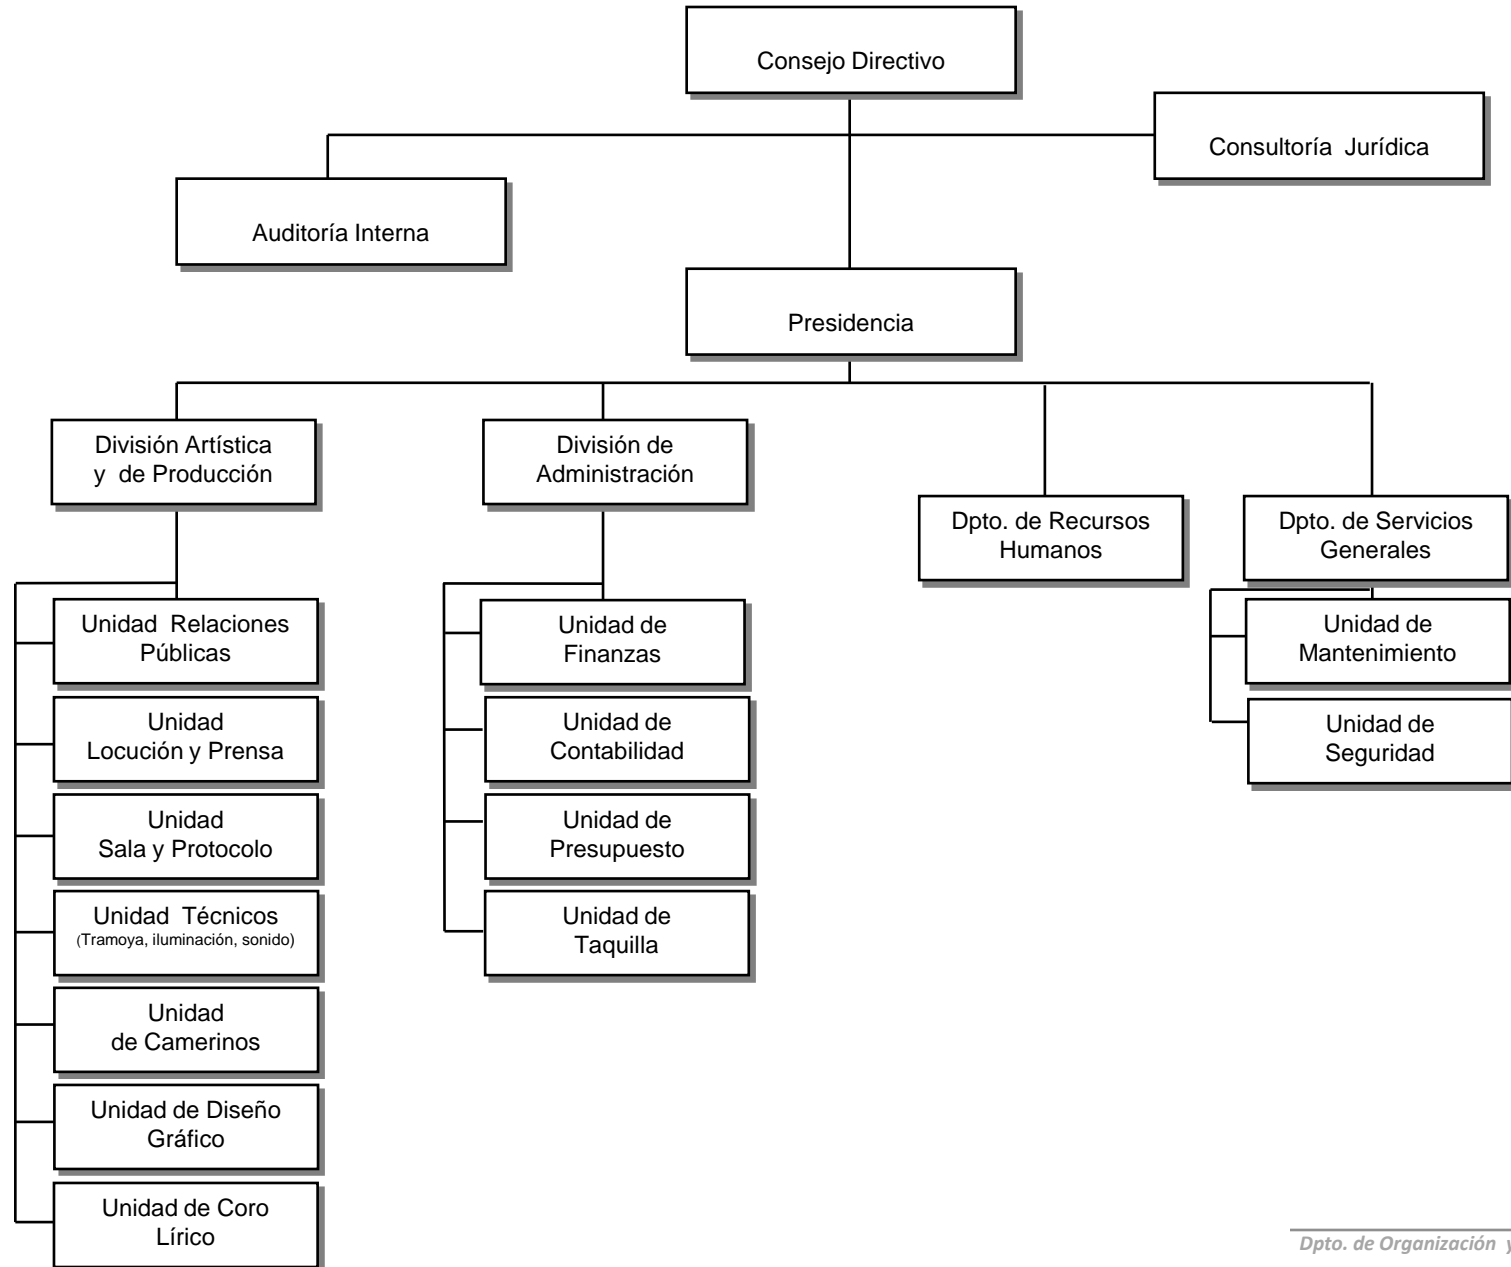 Consejo Directivo
Consultoría Jurídica
Auditoría Interna
Presidencia
División Artística
y de Producción
División de
Administración
Dpto. de Recursos
Humanos
Dpto. de Servicios
Generales
Unidad Relaciones
Públicas
Unidad
Locución y Prensa
Unidad
Sala y Protocolo
Unidad Técnicos
(Tramoya, iluminación, sonido)
Unidad
de Camerinos
Unidad de Diseño
Gráfico
Unidad de Coro
Lírico
Unidad de
Finanzas
Unidad de
Contabilidad
Unidad de
Presupuesto
Unidad de
Taquilla
Unidad de
Mantenimiento
Unidad de
Seguridad
Dpto. de Organización y